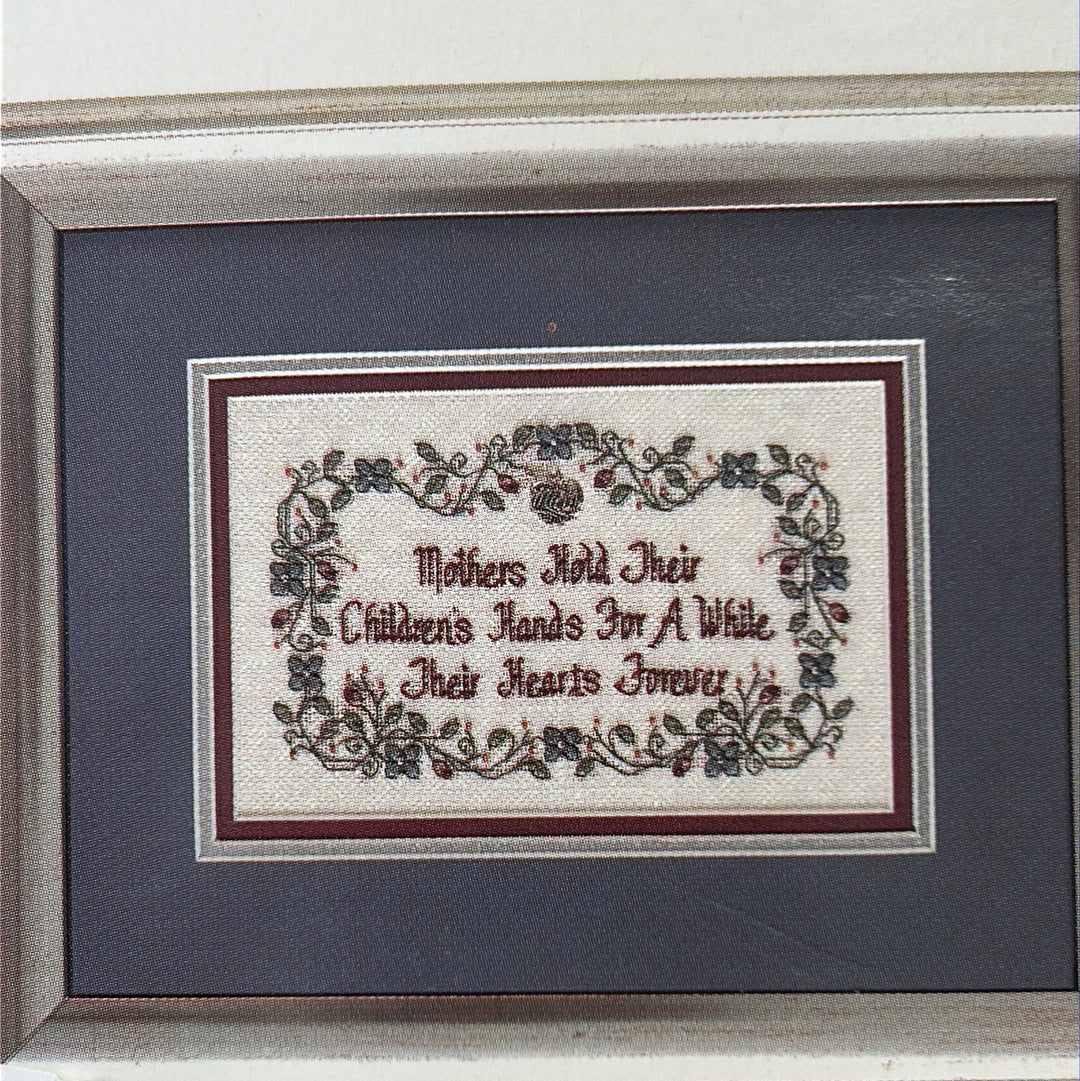 Mothers Hold Their
Children's Hands For A While
Their Hearts Forever